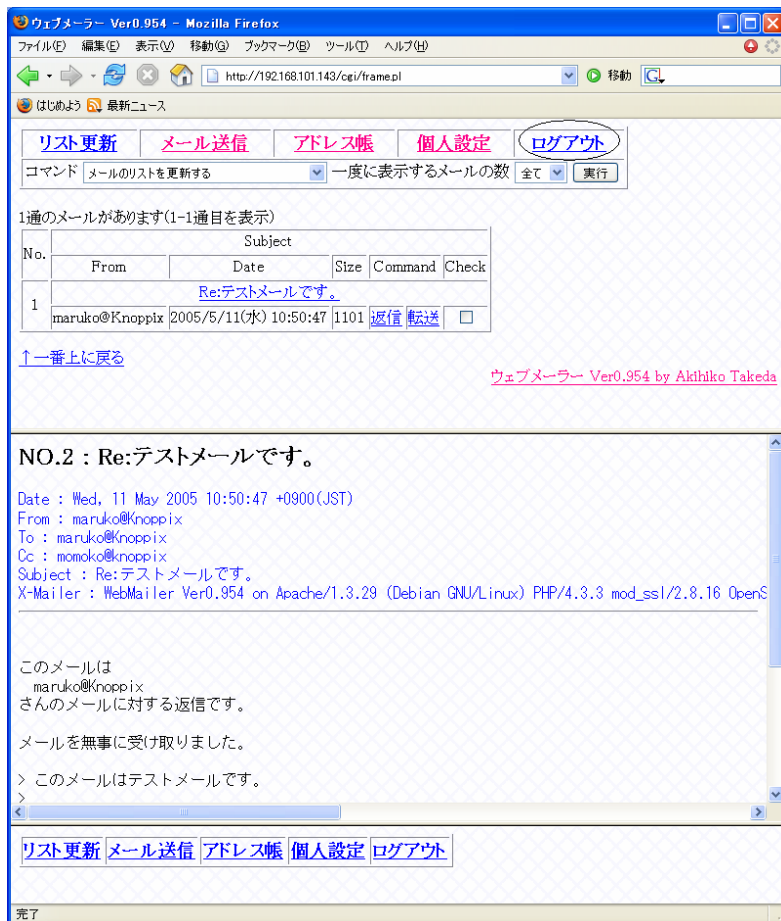 ウェブメーラー Ver0.954 - Mozilla Firefox
ファイル(F) 編集(E) 表示(V) 移動(G) ブックマーク(B) ツール(T) ヘルプ(H)
http://192.168.101.143/cgi/frame.pl 移動 G
はじめよう 最新ニュース
リスト更新 メール送信 アドレス帳 個人設定 ログアウト
コマンド メールのリストを更新する 一度に表示するメールの数 全て 実行
1通のメールがあります(1-1通目を表示)
No. Subject
From Date Size Command Check
1 Re:テストメールです。
maruko@Knoppix 2005/5/11(水) 10:50:47 1101 返信 転送
↑一番上に戻る
ウェブメーラー Ver0.954 by Akihiko Takeda
NO.2 : Re:テストメールです。
Date : Wed, 11 May 2005 10:50:47 +0900(JST)
From : maruko@Knoppix
To : maruko@Knoppix
Cc : momoko@knoppix
Subject : Re:テストメールです。
X-Mailer : WebMailer Ver0.954 on Apache/1.3.29 (Debian GNU/Linux) PHP/4.3.3 mod_ssl/2.8.16 OpenS
このメールは
maruko@Knoppix
さんのメールに対する返信です。
メールを無事に受け取りました。
> このメールはテストメールです。
>
リスト更新 メール送信 アドレス帳 個人設定 ログアウト
完了